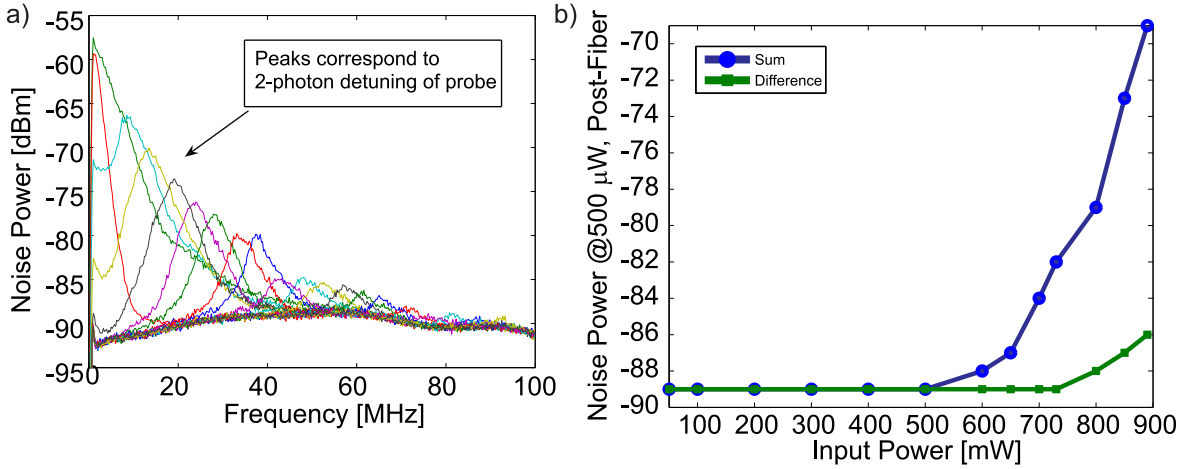 a)
-55
-60
-65
-70
-75
-80
-85
-90
-95
Noise Power [dBm]
Peaks correspond to
2-photon detuning of probe
0 20 40 60 80 100
Frequency [MHz]
b)
-70
-72
-74
-76
-78
-80
-82
-84
-86
-88
-90
Noise Power @500 μW, Post-Fiber
Sum
Difference
100 200 300 400 500 600 700 800 900
Input Power [mW]